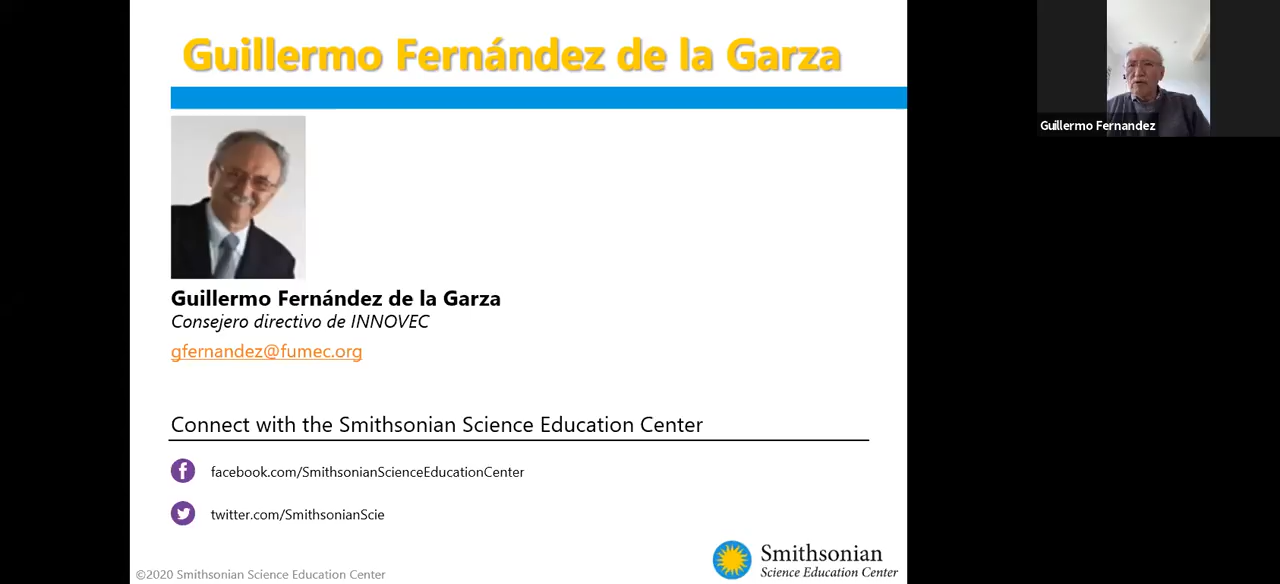 Guillermo Fernández de la Garza
Guillermo Fernandez
Guillermo Fernández de la Garza
Consejero directivo de INNOVEC
gfernandez@fumec.org
Connect with the Smithsonian Science Education Center
facebook.com/SmithsonianScienceEducationCenter
twitter.com/SmithsonianScie
Smithsonian
Science Education Center
©2020 Smithsonian Science Education Center